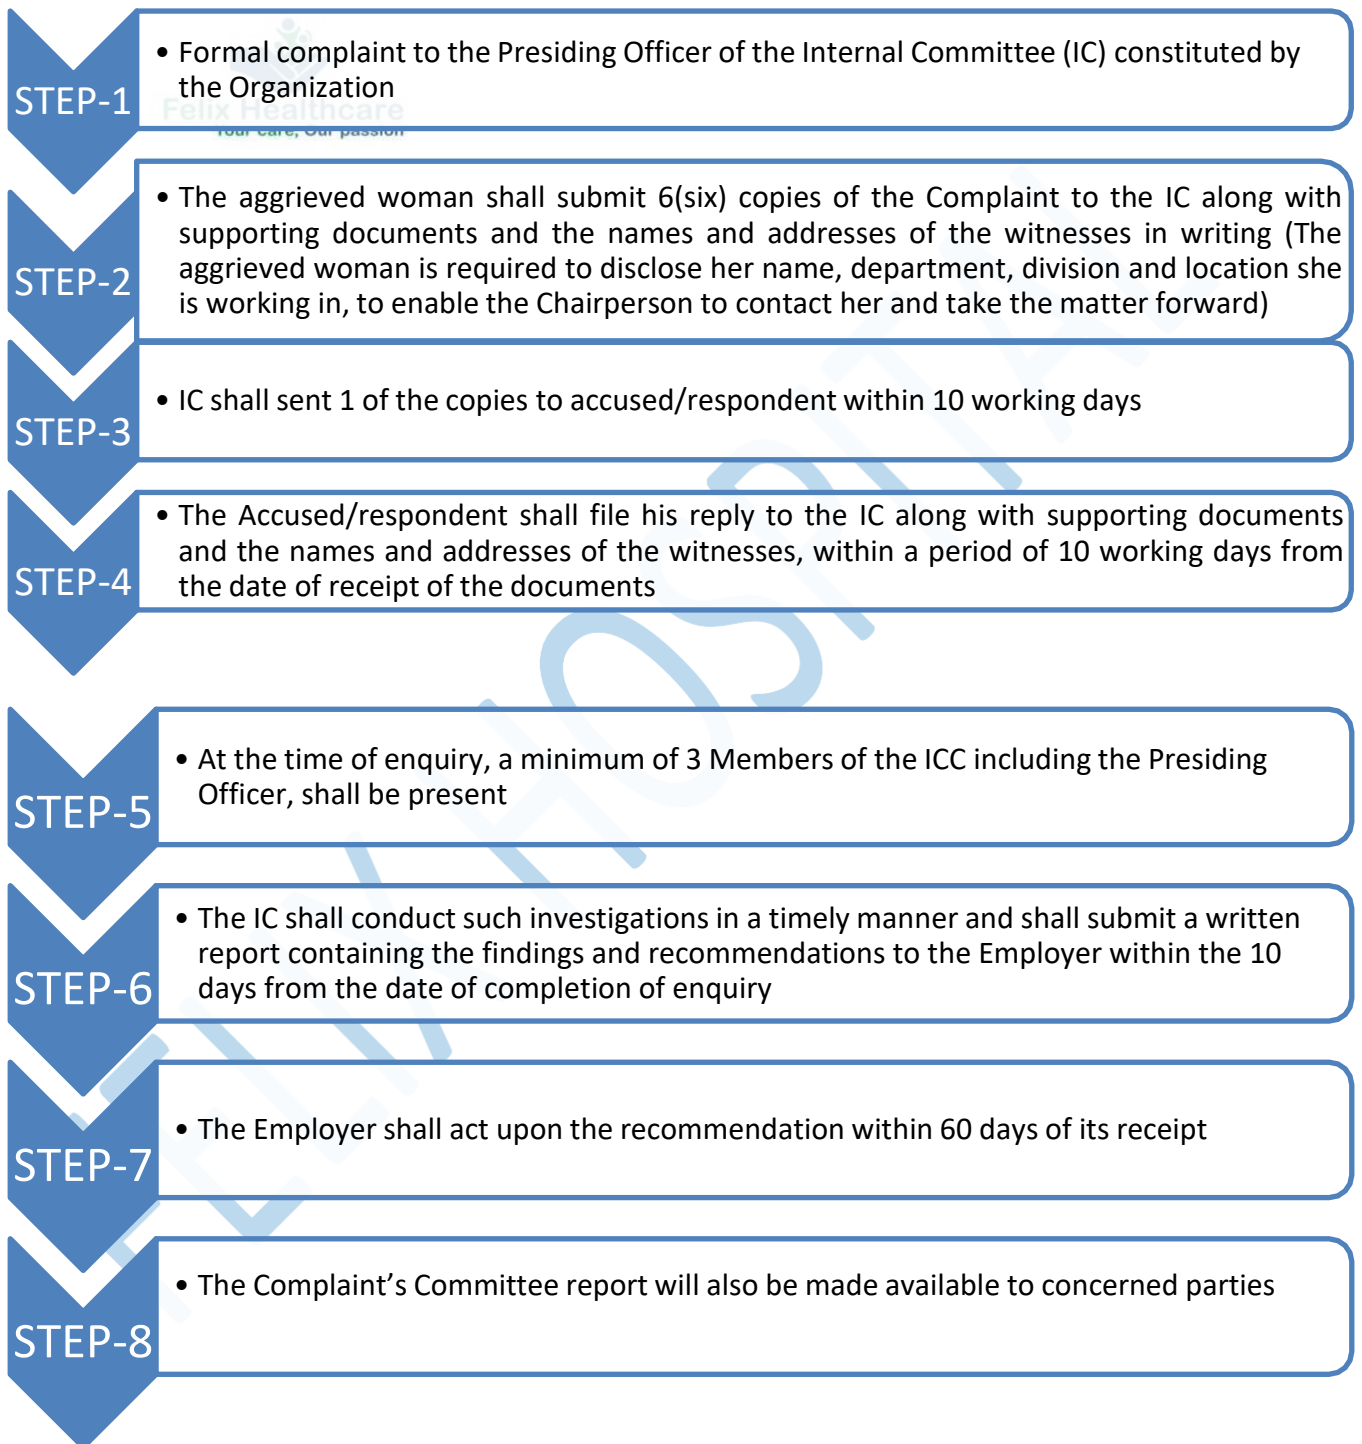 Felix Healthcare
Your care, Our passion
STEP-1
• Formal complaint to the Presiding Officer of the Internal Committee (IC) constituted by
the Organization
STEP-2
• The aggrieved woman shall submit 6(six) copies of the Complaint to the IC along with
supporting documents and the names and addresses of the witnesses in writing (The
aggrieved woman is required to disclose her name, department, division and location she
is working in, to enable the Chairperson to contact her and take the matter forward)
STEP-3
• IC shall sent 1 of the copies to accused/respondent within 10 working days
STEP-4
• The Accused/respondent shall file his reply to the IC along with supporting documents
and the names and addresses of the witnesses, within a period of 10 working days from
the date of receipt of the documents
STEP-5
• At the time of enquiry, a minimum of 3 Members of the ICC including the Presiding
Officer, shall be present
STEP-6
• The IC shall conduct such investigations in a timely manner and shall submit a written
report containing the findings and recommendations to the Employer within the 10
days from the date of completion of enquiry
STEP-7
• The Employer shall act upon the recommendation within 60 days of its receipt
STEP-8
• The Complaint’s Committee report will also be made available to concerned parties
FELIX HOSPITAL